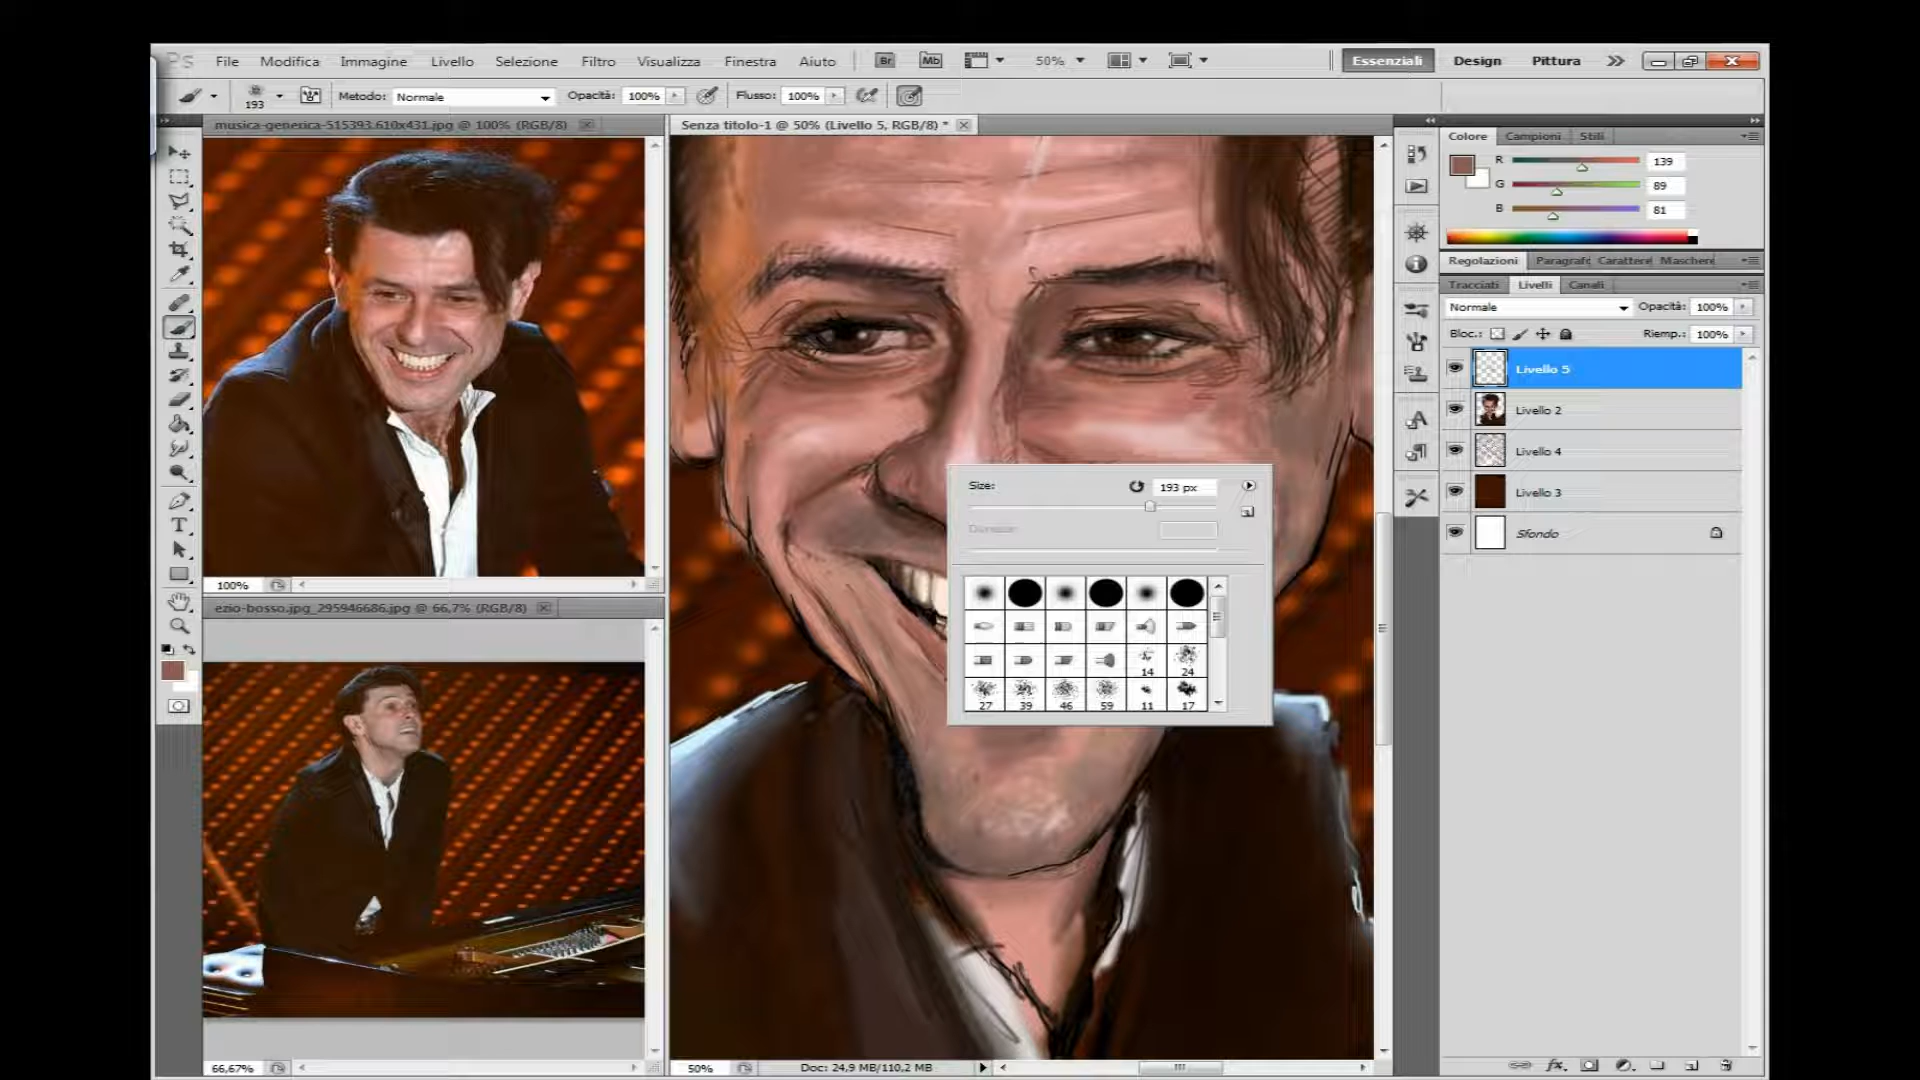 Ps File Modifica Immagine Livello Selezione Filtro Visualizza Finestra Aiuto Br Mb 50% Essenziali Design Pittura
193 Metodo: Normale Opacità: 100% Flusso: 100%
musica-generica-515393.610x431.jpg @ 100% (RGB/8)
Senza titolo-1 @ 50% (Livello 5, RGB/8) *
Colore Campioni Stili
R 139
G 89
B 81
Regolazioni Paragrafo Carattere Maschere
Tracciati Livelli Canali
Normale Opacità: 100%
Bloc.: Riemp.: 100%
Livello 5
Livello 2
Livello 4
Livello 3
Sfondo
Size: 193 px
14 24
27 39 46 59 11 17
100%
ezio-bosso.jpg_295946686.jpg @ 66,7% (RGB/8)
66,67%
50% Doc: 24,9 MB/110,2 MB